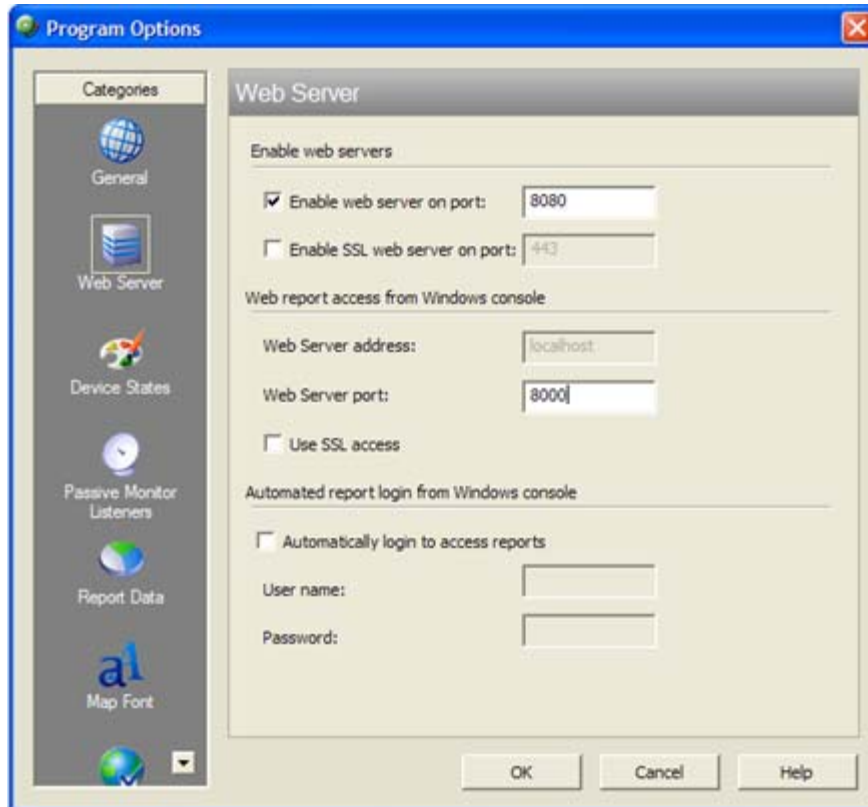 Program Options
Categories
General
Web Server
Device States
Passive Monitor
Listeners
Report Data
Map Font
Web Server
Enable web servers
Enable web server on port: 8080
Enable SSL web server on port: 443
Web report access from Windows console
Web Server address: localhost
Web Server port: 8000
Use SSL access
Automated report login from Windows console
Automatically login to access reports
User name:
Password:
OK Cancel Help